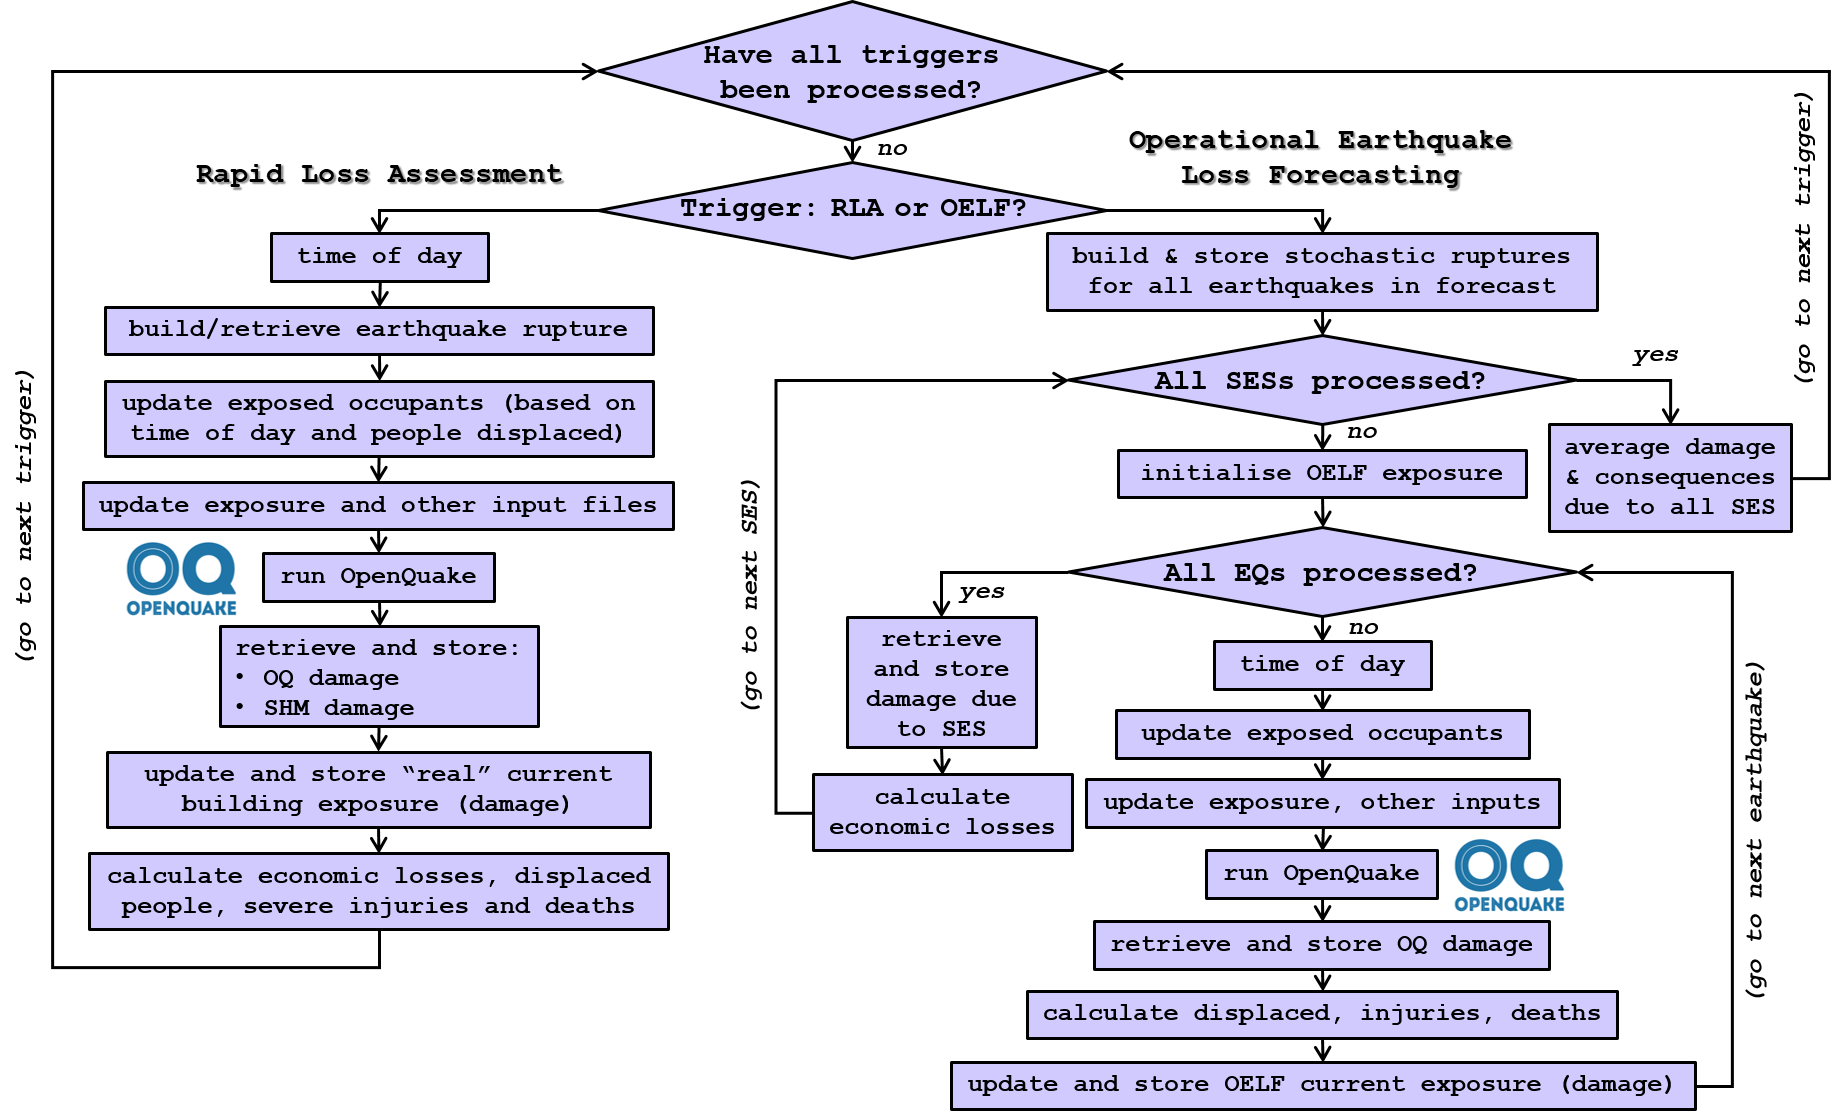 Have all triggers
been processed?
no
Rapid Loss Assessment
Operational Earthquake
Loss Forecasting
Trigger: RLA or OELF?
time of day
build/retrieve earthquake rupture
update exposed occupants (based on
time of day and people displaced)
update exposure and other input files
OQ
OPENQUAKE
run OpenQuake
retrieve and store:
• OQ damage
• SHM damage
update and store “real” current
building exposure (damage)
calculate economic losses, displaced
people, severe injuries and deaths
(go to next trigger)
build & store stochastic ruptures
for all earthquakes in forecast
All SESs processed?
yes
average damage
& consequences
due to all SES
(go to next trigger)
no
initialise OELF exposure
All EQs processed?
yes
retrieve
and store
damage due
to SES
calculate
economic losses
(go to next SES)
no
time of day
update exposed occupants
update exposure, other inputs
run OpenQuake
OQ
OPENQUAKE
retrieve and store OQ damage
calculate displaced, injuries, deaths
update and store OELF current exposure (damage)
(go to next earthquake)